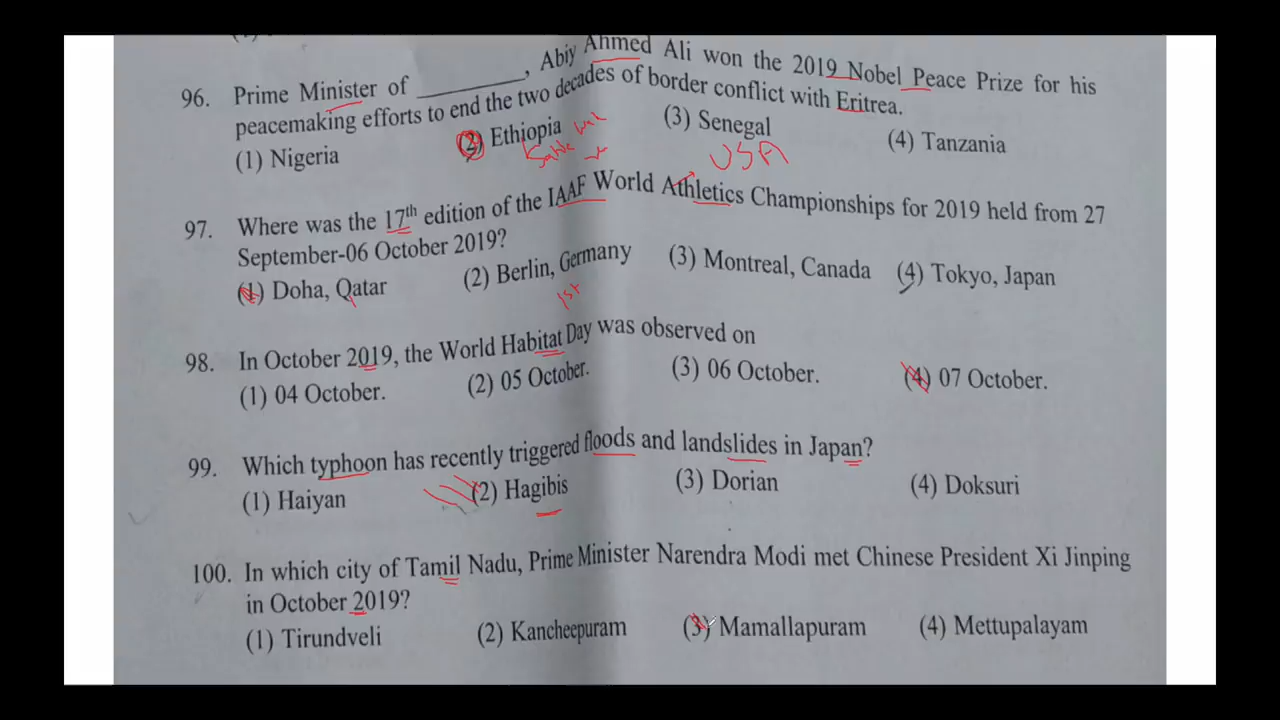 96. Prime Minister of ________, Abiy Ahmed Ali won the 2019 Nobel Peace Prize for his
peacemaking efforts to end the two decades of border conflict with Eritrea.
(1) Nigeria (2) Ethiopia (3) Senegal (4) Tanzania
USA
97. Where was the 17th edition of the IAAF World Athletics Championships for 2019 held from 27
September-06 October 2019?
(1) Doha, Qatar (2) Berlin, Germany (3) Montreal, Canada (4) Tokyo, Japan
1st
98. In October 2019, the World Habitat Day was observed on
(1) 04 October. (2) 05 October. (3) 06 October. (4) 07 October.
99. Which typhoon has recently triggered floods and landslides in Japan?
(1) Haiyan (2) Hagibis (3) Dorian (4) Doksuri
100. In which city of Tamil Nadu, Prime Minister Narendra Modi met Chinese President Xi Jinping
in October 2019?
(1) Tirundveli (2) Kancheepuram (3) Mamallapuram (4) Mettupalayam